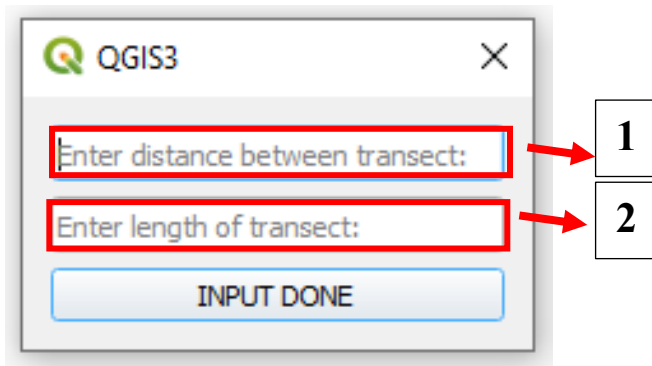 QGIS3
Enter distance between transect:
1
Enter length of transect:
2
INPUT DONE